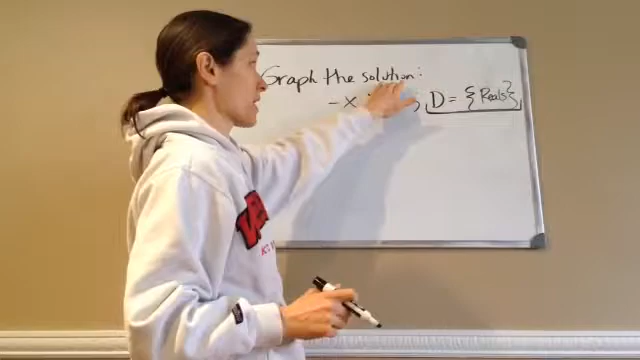 Graph the solution:
-x ; D = {Reals}